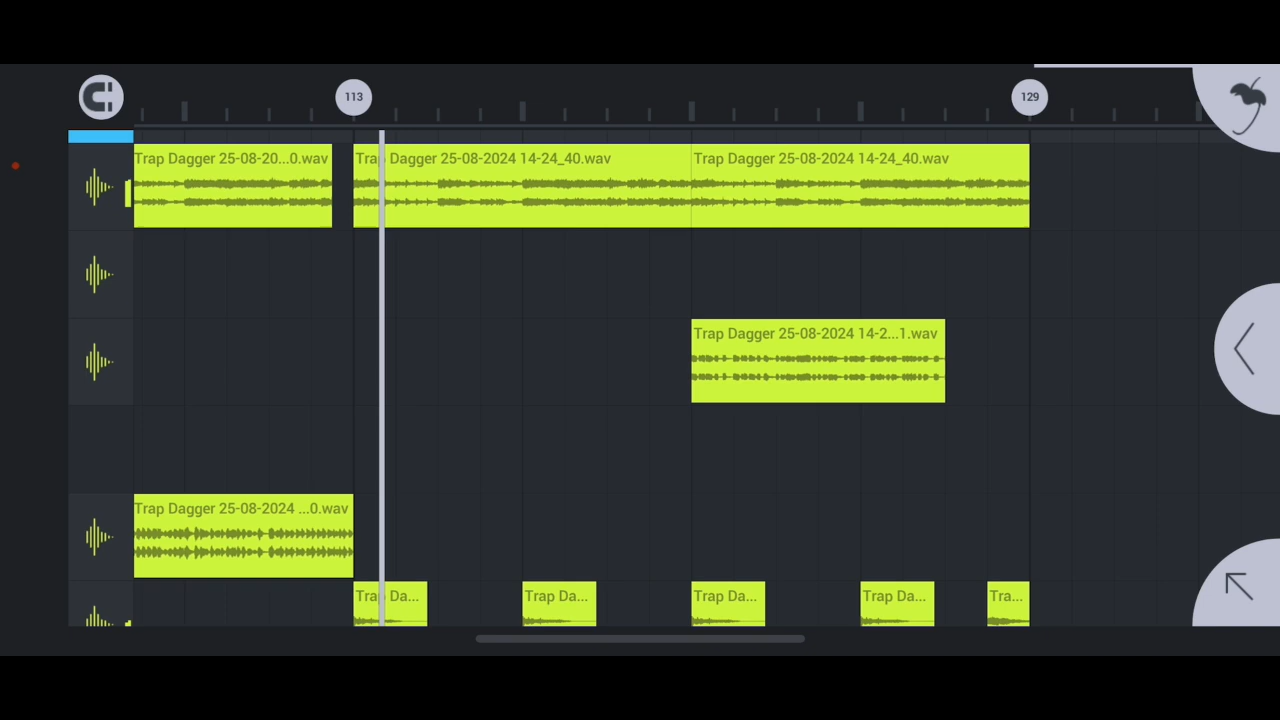 113
129
Trap Dagger 25-08-20...0.wav
Trap Dagger 25-08-2024 14-24_40.wav
Trap Dagger 25-08-2024 14-24_40.wav
Trap Dagger 25-08-2024 14-2...1.wav
Trap Dagger 25-08-2024 ...0.wav
Trap Da...
Trap Da...
Trap Da...
Trap Da...
Tra...